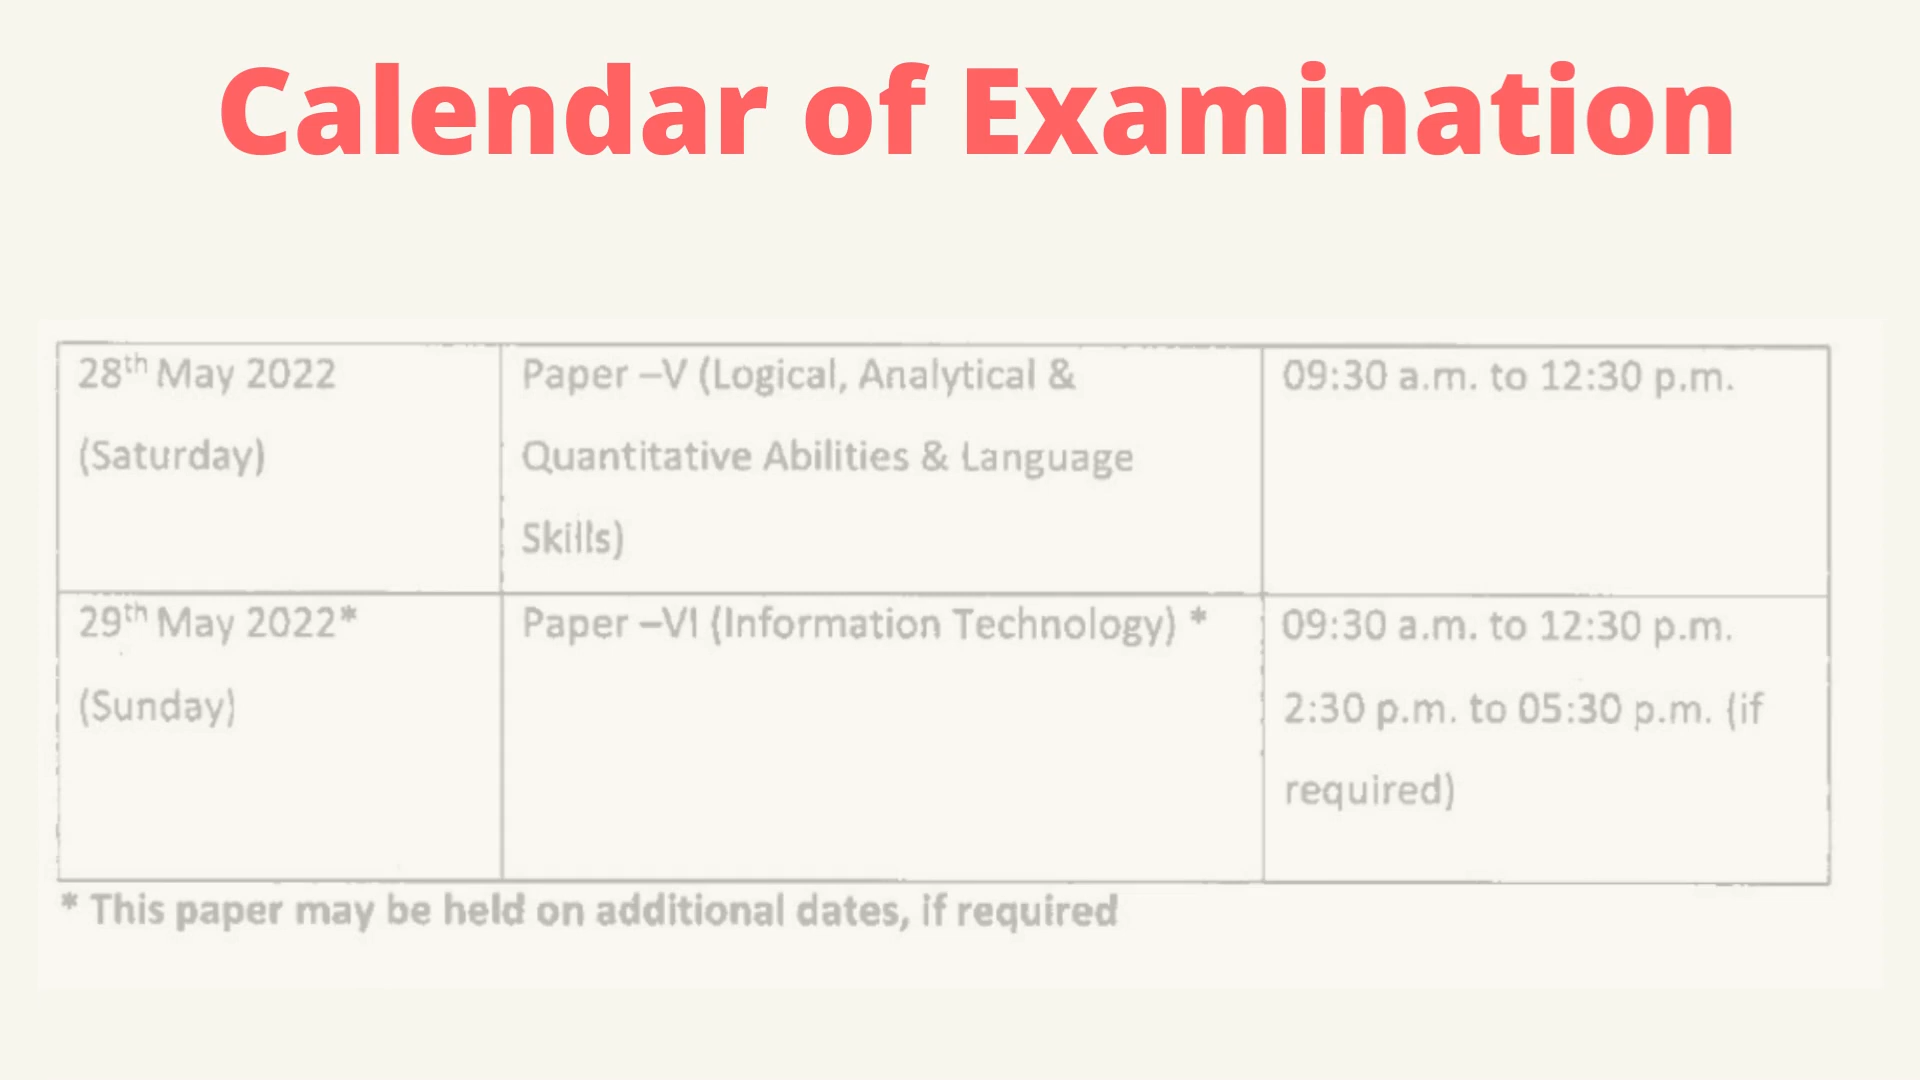 Calendar of Examination
28th May 2022
(Saturday)
Paper –V (Logical, Analytical &
Quantitative Abilities & Language
Skills)
09:30 a.m. to 12:30 p.m.
29th May 2022*
(Sunday)
Paper –VI (Information Technology) *
09:30 a.m. to 12:30 p.m.
2:30 p.m. to 05:30 p.m. (if
required)
* This paper may be held on additional dates, if required